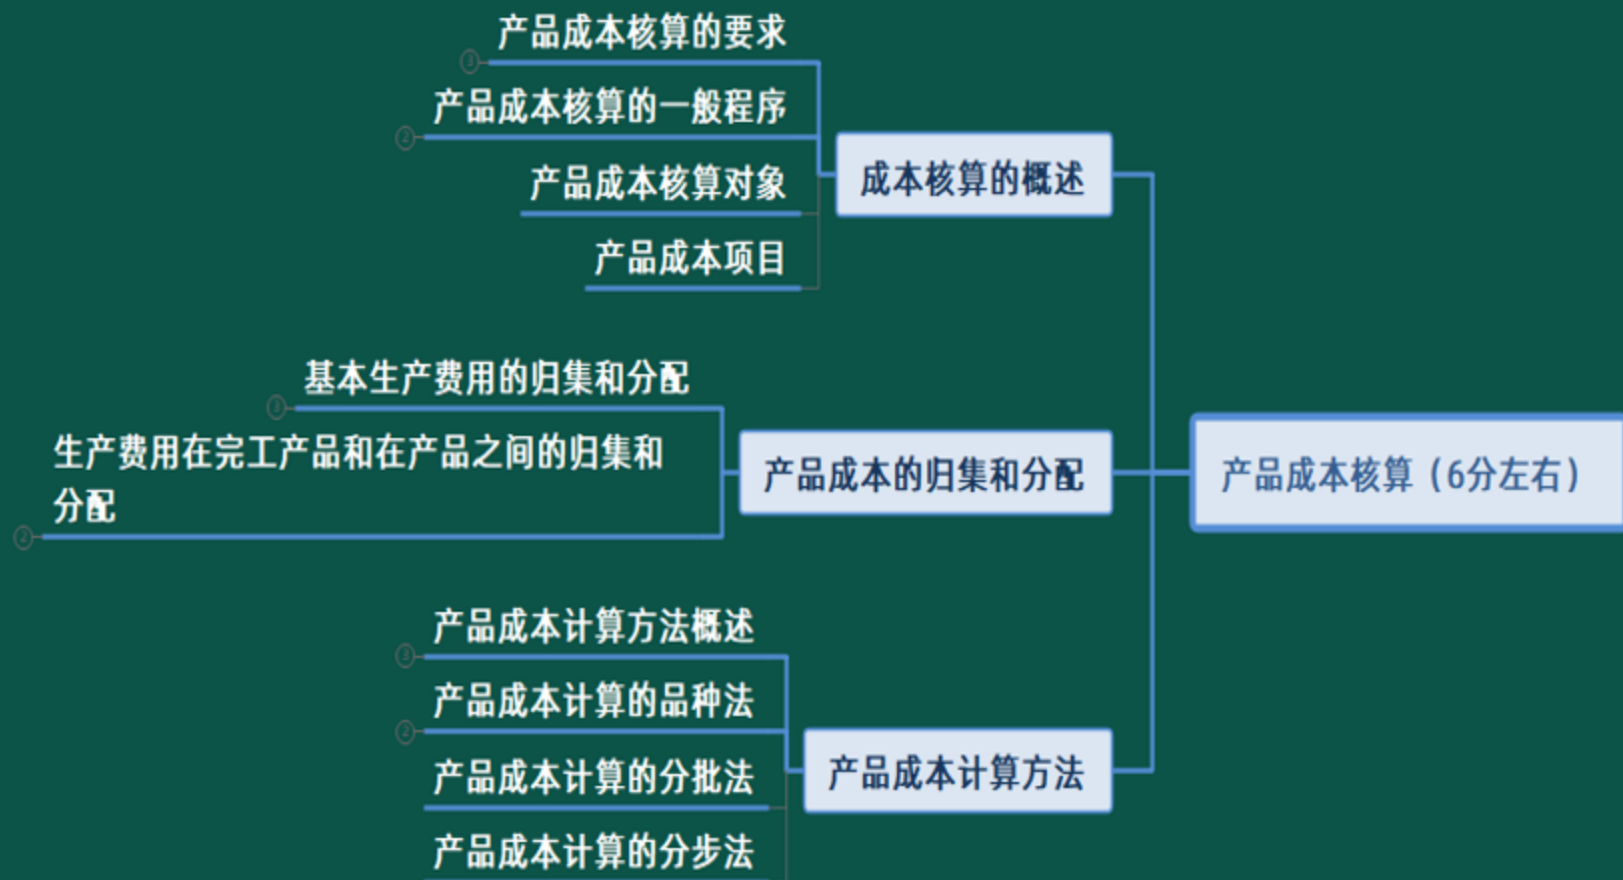 产品成本核算的要求
3
产品成本核算的一般程序
2
成本核算的概述
产品成本核算对象
产品成本项目
基本生产费用的归集和分配
3
生产费用在完工产品和在产品之间的归集和
分配
2
产品成本的归集和分配
产品成本核算（6分左右）
产品成本计算方法概述
3
产品成本计算的品种法
2
产品成本计算方法
产品成本计算的分批法
产品成本计算的分步法